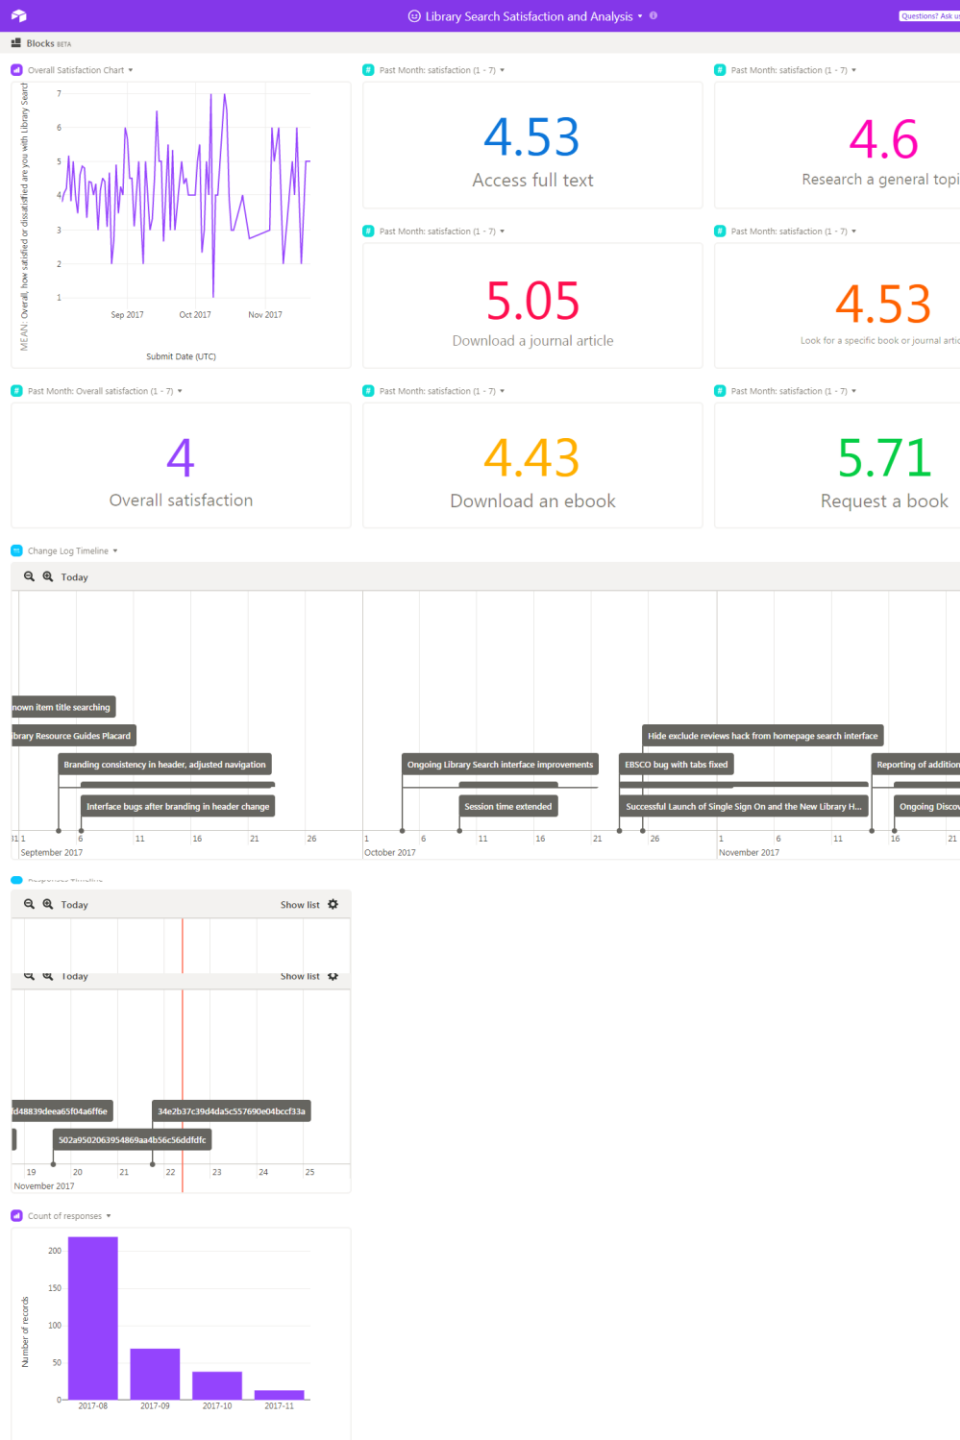 Library Search Satisfaction and Analysis
Questions? Ask us
Blocks BETA
Overall Satisfaction Chart
Past Month: satisfaction (1 - 7)
Past Month: satisfaction (1 - 7)
MEAN: Overall, how satisfied or dissatisfied are you with Library Search
7
6
5
4
3
2
1
Sep 2017
Oct 2017
Nov 2017
Submit Date (UTC)
4.53
Access full text
4.6
Research a general topi
Past Month: satisfaction (1 - 7)
Past Month: satisfaction (1 - 7)
5.05
Download a journal article
4.53
Look for a specific book or journal artic
Past Month: Overall satisfaction (1 - 7)
Past Month: satisfaction (1 - 7)
Past Month: satisfaction (1 - 7)
4
Overall satisfaction
4.43
Download an ebook
5.71
Request a book
Change Log Timeline
Today
nown item title searching
ibrary Resource Guides Placard
Hide exclude reviews hack from homepage search interface
Branding consistency in header, adjusted navigation
Ongoing Library Search interface improvements
EBSCO bug with tabs fixed
Reporting of addition
Interface bugs after branding in header change
Session time extended
Successful Launch of Single Sign On and the New Library H...
Ongoing Discov
31 1 6 11 16 21 26 1 6 11 16 21 26 1 6 11 16 21
September 2017
October 2017
November 2017
Responses Timeline
Today
Show list
Today
Show list
d48839deea65f04a6ff6e
34e2b37c39d4da5c557690e04bccf33a
502a9502063954869aa4b56c56ddfdfc
19 20 21 22 23 24 25
November 2017
Count of responses
Number of records
200
150
100
50
0
2017-08
2017-09
2017-10
2017-11